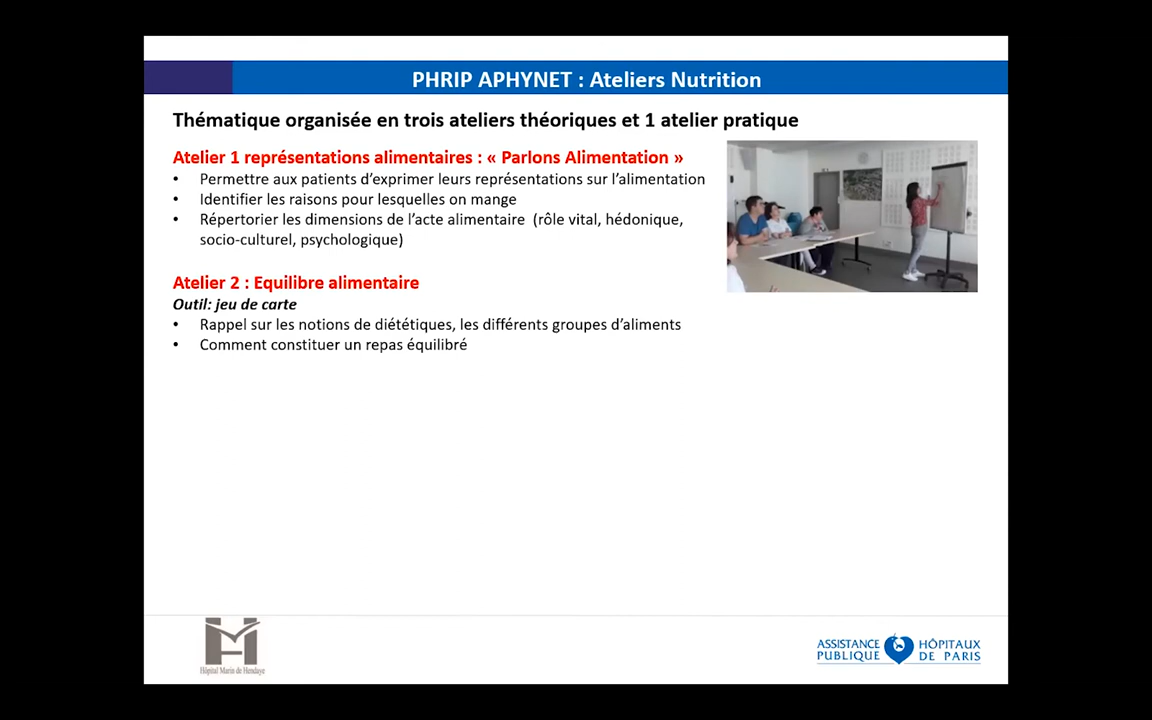 PHRIP APHYNET : Ateliers Nutrition
Thématique organisée en trois ateliers théoriques et 1 atelier pratique
Atelier 1 représentations alimentaires : « Parlons Alimentation »
• Permettre aux patients d’exprimer leurs représentations sur l’alimentation
• Identifier les raisons pour lesquelles on mange
• Répertorier les dimensions de l’acte alimentaire (rôle vital, hédonique,
socio-culturel, psychologique)
Atelier 2 : Equilibre alimentaire
Outil: jeu de carte
• Rappel sur les notions de diététiques, les différents groupes d’aliments
• Comment constituer un repas équilibré
Hôpital Marin de Hendaye
ASSISTANCE HÔPITAUX
PUBLIQUE DE PARIS